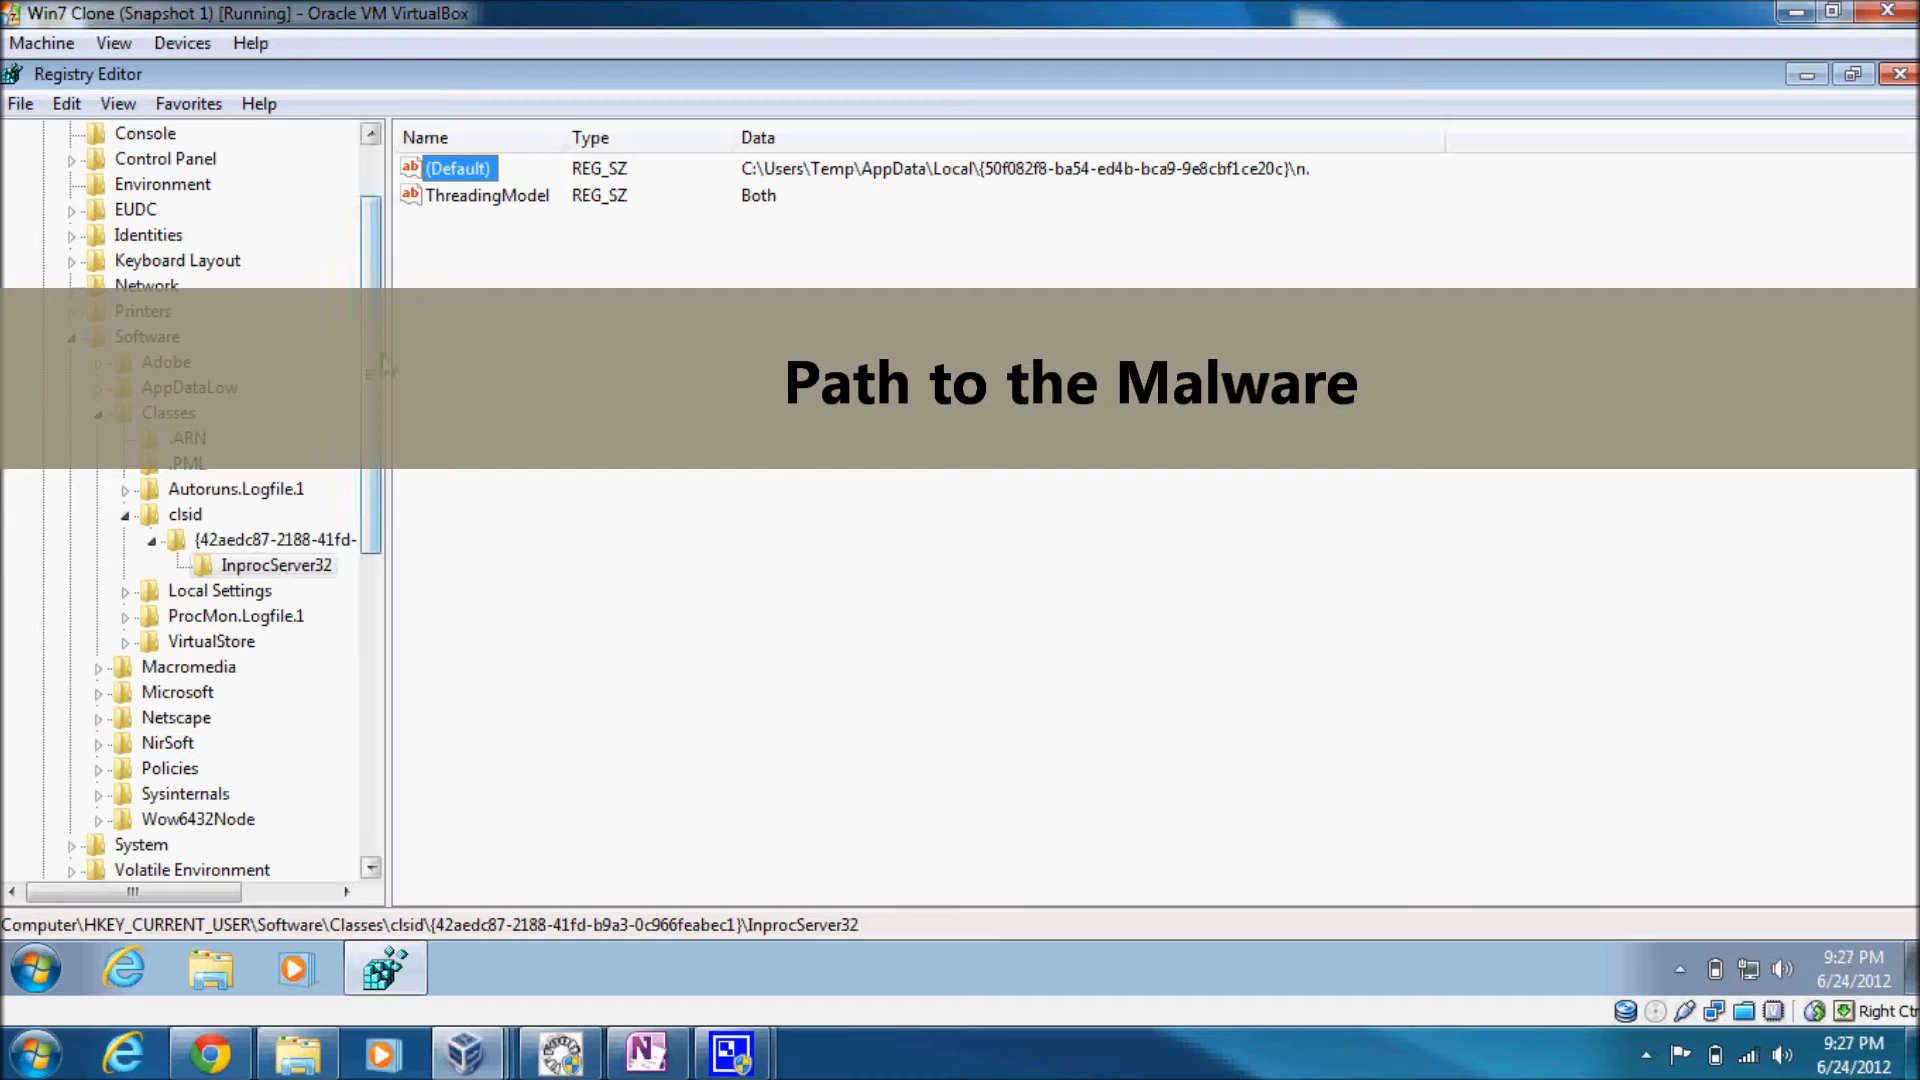 Win7 Clone (Snapshot 1) [Running] - Oracle VM VirtualBox
Machine View Devices Help
Registry Editor
File Edit View Favorites Help
Name Type Data
(Default) REG_SZ C:\Users\Temp\AppData\Local\{50f082f8-ba54-ed4b-bca9-9e8cbf1ce20c}\n.
ThreadingModel REG_SZ Both
Console
Control Panel
Environment
EUDC
Identities
Keyboard Layout
Network
Printers
Software
Adobe
AppDataLow
Classes
.ARN
.PML
Autoruns.Logfile.1
clsid
{42aedc87-2188-41fd-
InprocServer32
Local Settings
ProcMon.Logfile.1
VirtualStore
Macromedia
Microsoft
Netscape
NirSoft
Policies
Sysinternals
Wow6432Node
System
Volatile Environment
Path to the Malware
Computer\HKEY_CURRENT_USER\Software\Classes\clsid\{42aedc87-2188-41fd-b9a3-0c966feabec1}\InprocServer32
9:27 PM
6/24/2012
Right Ctr
9:27 PM
6/24/2012